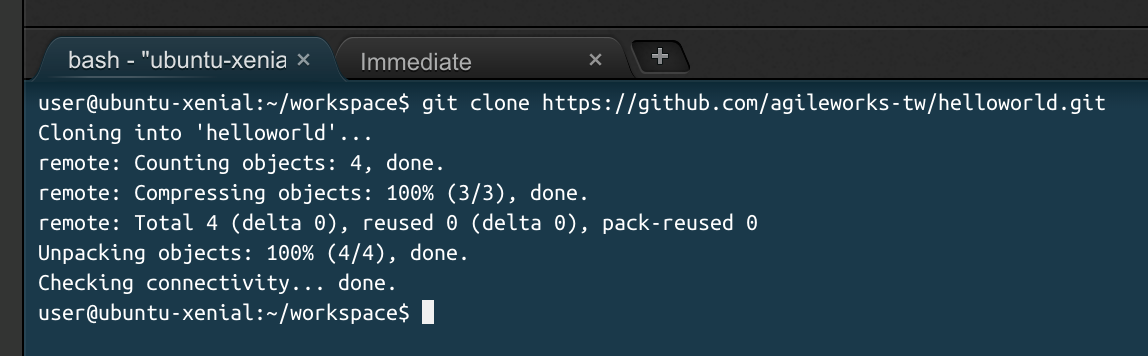 bash - "ubuntu-xenia × Immediate × +
user@ubuntu-xenial:~/workspace$ git clone https://github.com/agileworks-tw/helloworld.git
Cloning into 'helloworld'...
remote: Counting objects: 4, done.
remote: Compressing objects: 100% (3/3), done.
remote: Total 4 (delta 0), reused 0 (delta 0), pack-reused 0
Unpacking objects: 100% (4/4), done.
Checking connectivity... done.
user@ubuntu-xenial:~/workspace$